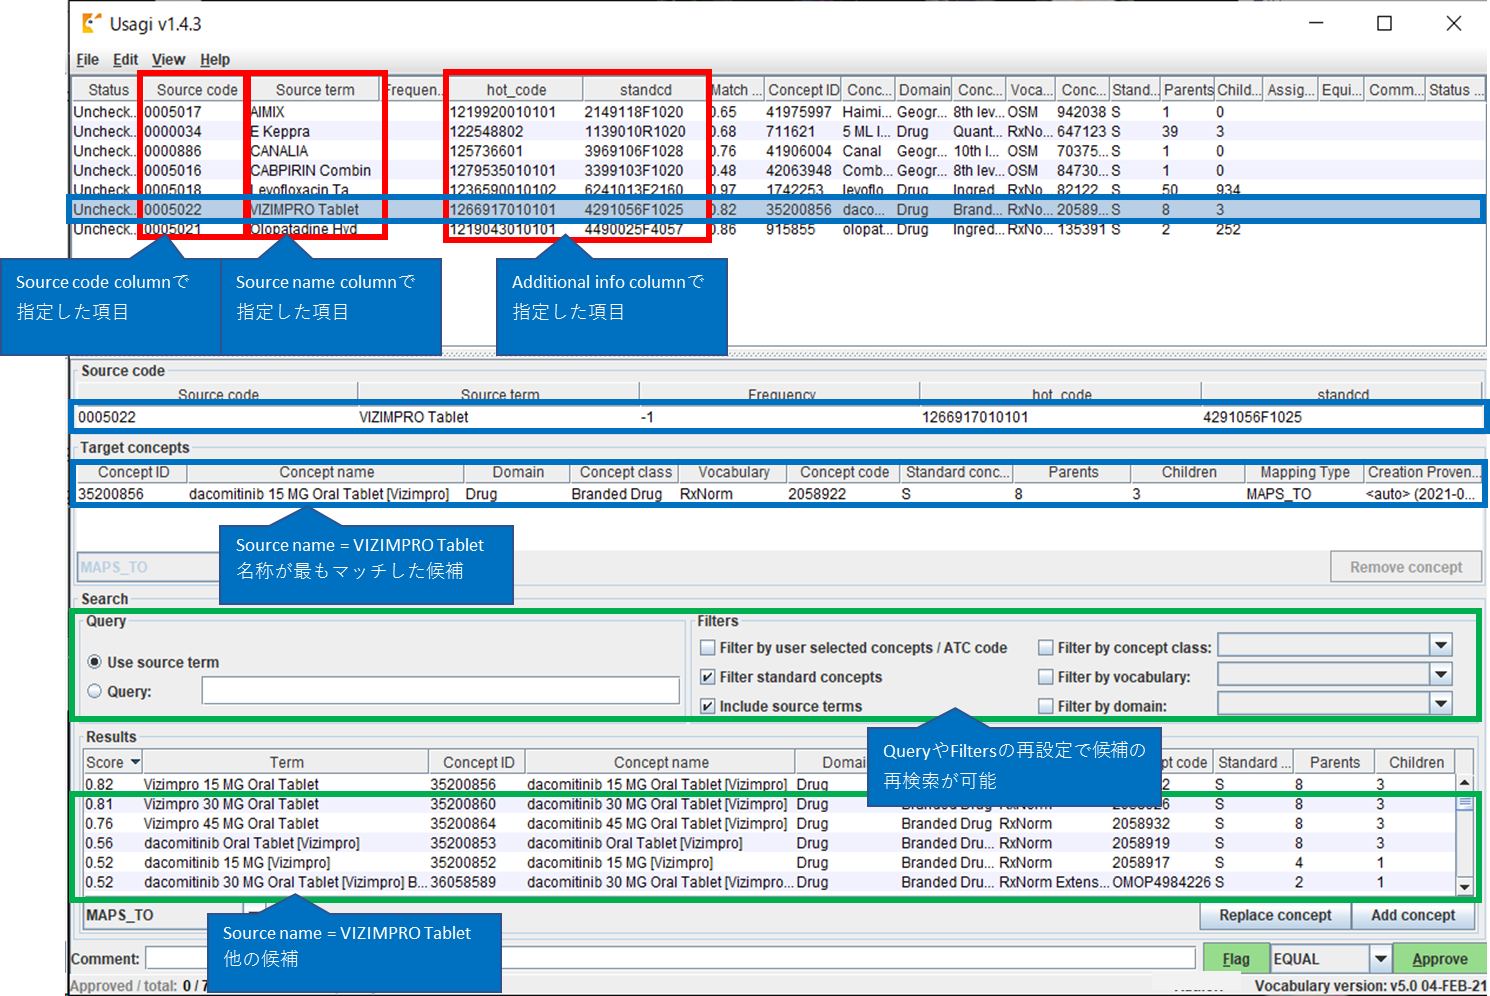 Usagi v1.4.3
File Edit View Help
Status Source code Source term Frequen... hot_code standcd Match ... Concept ID Conc... Domain Conc... Voca... Conc... Stand... Parents Child... Assig... Equi... Comm... Status ...
Uncheck.. 0005017 AIMIX 1219920010101 2149118F1020 0.65 41975997 Haimi... Geogr... 8th lev... OSM 942038 S 1 0
Uncheck.. 0000034 E Keppra 122548802 1139010R1020 0.68 711621 5 ML I... Drug Quant... RxNo... 647123 S 39 3
Uncheck.. 0000886 CANALIA 125736601 3969106F1028 0.76 41906004 Canal Geogr... 10th l... OSM 70375... S 1 0
Uncheck.. 0005016 CABPIRIN Combin 1279535010101 3399103F1020 0.48 42063948 Comb... Geogr... 8th lev... OSM 84730... S 1 0
Uncheck.. 0005018 Levofloxacin Ta 1236590010102 6241013F2160 0.97 1742253 levoflo... Drug Ingred... RxNo... 82122 S 50 934
Uncheck.. 0005022 VIZIMPRO Tablet 1266917010101 4291056F1025 0.82 35200856 daco... Drug Brand... RxNo... 20589... S 8 3
Uncheck.. 0005021 Olopatadine Hyd 1219043010101 4490025F4057 0.86 915855 olopat... Drug Ingred... RxNo... 135391 S 2 252
Source code columnで
指定した項目
Source name columnで
指定した項目
Additional info columnで
指定した項目
Source code
Source code Source term Frequency hot_code standcd
0005022 VIZIMPRO Tablet -1 1266917010101 4291056F1025
Target concepts
Concept ID Concept name Domain Concept class Vocabulary Concept code Standard conc... Parents Children Mapping Type Creation Proven...
35200856 dacomitinib 15 MG Oral Tablet [Vizimpro] Drug Branded Drug RxNorm 2058922 S 8 3 MAPS_TO <auto> (2021-0...
Source name = VIZIMPRO Tablet
名称が最もマッチした候補
MAPS_TO Remove concept
Search
Query
Use source term
Query:
Filters
Filter by user selected concepts / ATC code Filter by concept class:
Filter standard concepts Filter by vocabulary:
Include source terms Filter by domain:
QueryやFiltersの再設定で候補の
再検索が可能
Results
Score Term Concept ID Concept name Domai pt code Standard ... Parents Children
0.82 Vizimpro 15 MG Oral Tablet 35200856 dacomitinib 15 MG Oral Tablet [Vizimpro] Drug 2 S 8 3
0.81 Vizimpro 30 MG Oral Tablet 35200860 dacomitinib 30 MG Oral Tablet [Vizimpro] Drug Branded Drug RxNorm 2058926 S 8 3
0.76 Vizimpro 45 MG Oral Tablet 35200864 dacomitinib 45 MG Oral Tablet [Vizimpro] Drug Branded Drug RxNorm 2058932 S 8 3
0.56 dacomitinib Oral Tablet [Vizimpro] 35200853 dacomitinib Oral Tablet [Vizimpro] Drug Branded Dru... RxNorm 2058919 S 8 3
0.52 dacomitinib 15 MG [Vizimpro] 35200852 dacomitinib 15 MG [Vizimpro] Drug Branded Dru... RxNorm 2058917 S 4 1
0.52 dacomitinib 30 MG Oral Tablet [Vizimpro] B... 36058589 dacomitinib 30 MG Oral Tablet [Vizimpro... Drug Branded Dru... RxNorm Extens... OMOP4984226 S 2 1
MAPS_TO Replace concept Add concept
Source name = VIZIMPRO Tablet
他の候補
Comment: Flag EQUAL Approve
Approved / total: 0 / 7 Vocabulary version: v5.0 04-FEB-21